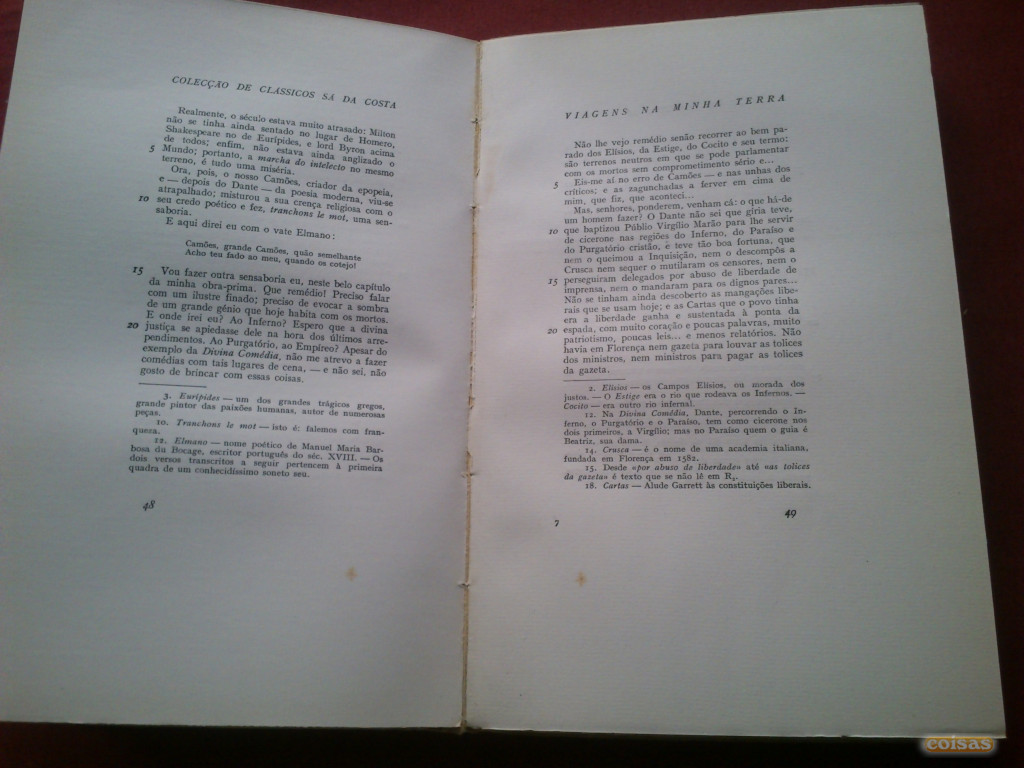 COLECÇÃO DE CLÁSSICOS SÁ DA COSTA
Realmente, o século estava muito atrasado: Milton
não se tinha ainda sentado no lugar de Homero,
Shakespeare no de Eurípides, e lord Byron acima
de todos; enfim, não estava ainda anglizado o
5 Mundo; portanto, a marcha do intelecto no mesmo
terreno, é tudo uma miséria.
Ora, pois, o nosso Camões, criador da epopeia,
e — depois do Dante — da poesia moderna, viu-se
atrapalhado; misturou a sua crença religiosa com o
10 seu credo poético e fez, tranchons le mot, uma sen-
saboria.
E aqui direi eu com o vate Elmano:
Camões, grande Camões, quão semelhante
Acho teu fado ao meu, quando os cotejo!
15 Vou fazer outra sensaboria eu, neste belo capítulo
da minha obra-prima. Que remédio! Preciso falar
com um ilustre finado; preciso de evocar a sombra
de um grande génio que hoje habita com os mortos.
E onde irei eu? Ao Inferno? Espero que a divina
20 justiça se apiedasse dele na hora dos últimos arre-
pendimentos. Ao Purgatório, ao Empíreo? Apesar do
exemplo da Divina Comédia, não me atrevo a fazer
comédias com tais lugares de cena, — e não sei, não
gosto de brincar com essas coisas.
3. Eurípides — um dos grandes trágicos gregos,
grande pintor das paixões humanas, autor de numerosas
peças.
10. Tranchons le mot — isto é: falemos com fran-
queza.
12. Elmano — nome poético de Manuel Maria Bar-
bosa du Bocage, escritor português do séc. XVIII. — Os
dois versos transcritos a seguir pertencem à primeira
quadra de um conhecidíssimo soneto seu.
48
VIAGENS NA MINHA TERRA
Não lhe vejo remédio senão recorrer ao bem pa-
rado dos Elísios, da Estige, do Cocito e seu termo:
são terrenos neutros em que se pode parlamentar
com os mortos sem comprometimento sério e...
5 Eis-me aí no erro de Camões — e nas unhas dos
críticos; e as zagunchadas a ferver em cima de
mim, que fiz, que aconteci...
Mas, senhores, ponderem, venham cá: o que há-de
um homem fazer? O Dante não sei que gíria teve,
10 que baptizou Públio Virgílio Marão para lhe servir
de cicerone nas regiões do Inferno, do Paraíso e
do Purgatório cristão, e teve tão boa fortuna, que
nem o queimou a Inquisição, nem o descompôs a
Crusca nem sequer o mutilaram os censores, nem o
15 perseguiram delegados por abuso de liberdade de
imprensa, nem o mandaram para os dignos pares...
Não se tinham ainda descoberto as mangações libe-
rais que se usam hoje; e as Cartas que o povo tinha
era a liberdade ganha e sustentada à ponta da
20 espada, com muito coração e poucas palavras, muito
patriotismo, poucas leis... e menos relatórios. Não
havia em Florença nem gazeta para louvar as tolices
dos ministros, nem ministros para pagar as tolices
da gazeta.
2. Elísios — os Campos Elísios, ou morada dos
justos. — O Estige era o rio que rodeava os Infernos. —
Cocito — era outro rio infernal.
12. Na Divina Comédia, Dante, percorrendo o In-
ferno, o Purgatório e o Paraíso, tem como cicerone nos
dois primeiros, a Virgílio; mas no Paraíso quem o guia é
Beatriz, sua dama.
14. Crusca — é o nome de uma academia italiana,
fundada em Florença em 1582.
15. Desde «por abuso de liberdade» até «as tolices
da gazeta» é texto que se não lê em R₁.
18. Cartas — Alude Garrett às constituições liberais.
7
49
coisas